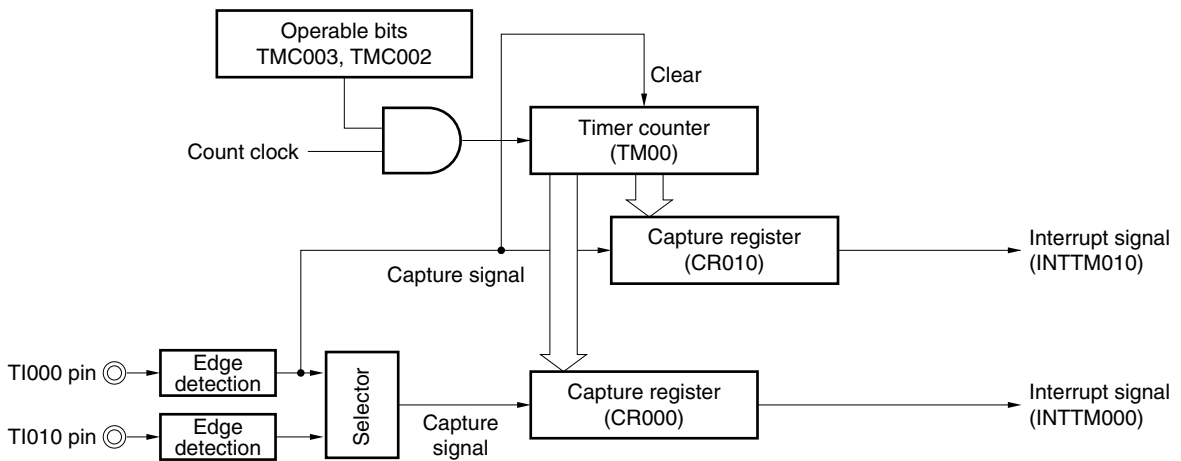 Operable bits
TMC003, TMC002
Clear
Timer counter
(TM00)
Count clock
Capture register
(CR010)
Interrupt signal
(INTTM010)
Capture signal
TI000 pin
Edge
detection
Selector
Capture register
(CR000)
Interrupt signal
(INTTM000)
TI010 pin
Edge
detection
Capture
signal